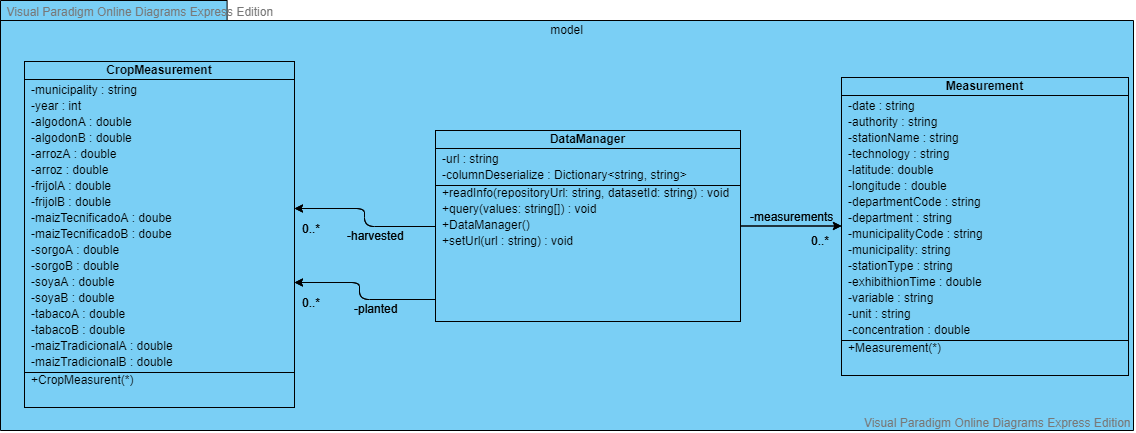 Visual Paradigm Online Diagrams Express Edition
model
CropMeasurement
-municipality : string
-year : int
-algodonA : double
-algodonB : double
-arrozA : double
-arroz : double
-frijolA : double
-frijolB : double
-maizTecnificadoA : doube
-maizTecnificadoB : doube
-sorgoA : double
-sorgoB : double
-soyaA : double
-soyaB : double
-tabacoA : double
-tabacoB : double
-maizTradicionalA : double
-maizTradicionalB : double
+CropMeasurent(*)
0..*
-harvested
0..*
-planted
DataManager
-url : string
-columnDeserialize : Dictionary<string, string>
+readInfo(repositoryUrl: string, datasetId: string) : void
+query(values: string[]) : void
+DataManager()
+setUrl(url : string) : void
-measurements
0..*
Measurement
-date : string
-authority : string
-stationName : string
-technology : string
-latitude: double
-longitude : double
-departmentCode : string
-department : string
-municipalityCode : string
-municipality: string
-stationType : string
-exhibithionTime : double
-variable : string
-unit : string
-concentration : double
+Measurement(*)
Visual Paradigm Online Diagrams Express Edition